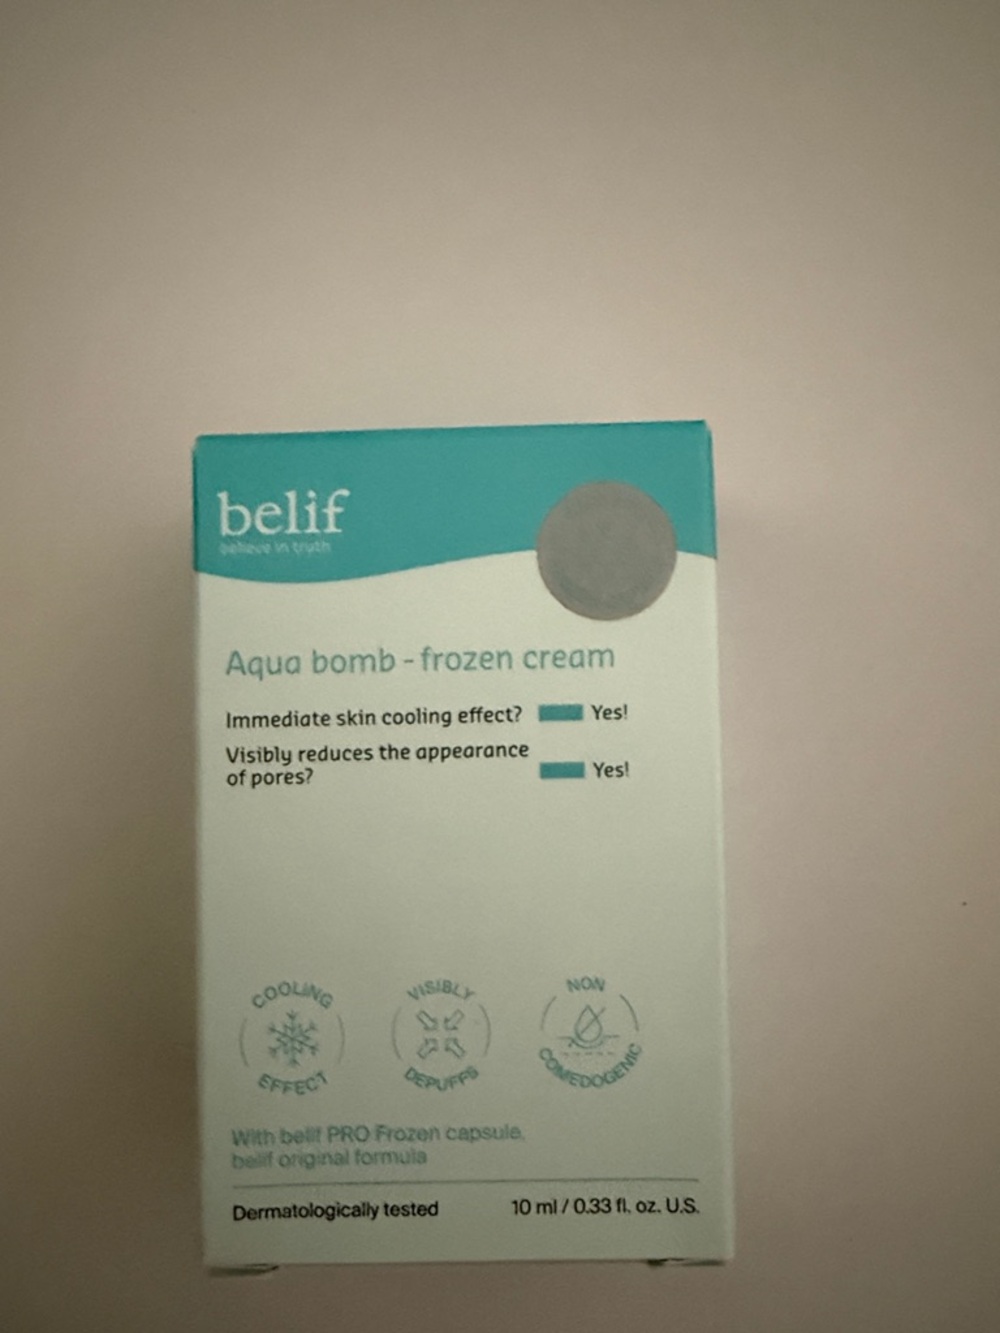 belif
believe in truth
Aqua bomb - frozen cream
Immediate skin cooling effect? Yes!
Visibly reduces the appearance
of pores? Yes!
COOLING EFFECT
VISIBLY DEPUFFS
NON COMEDOGENIC
With belif PRO Frozen capsule,
belif original formula
Dermatologically tested 10 ml / 0.33 fl. oz. U.S.